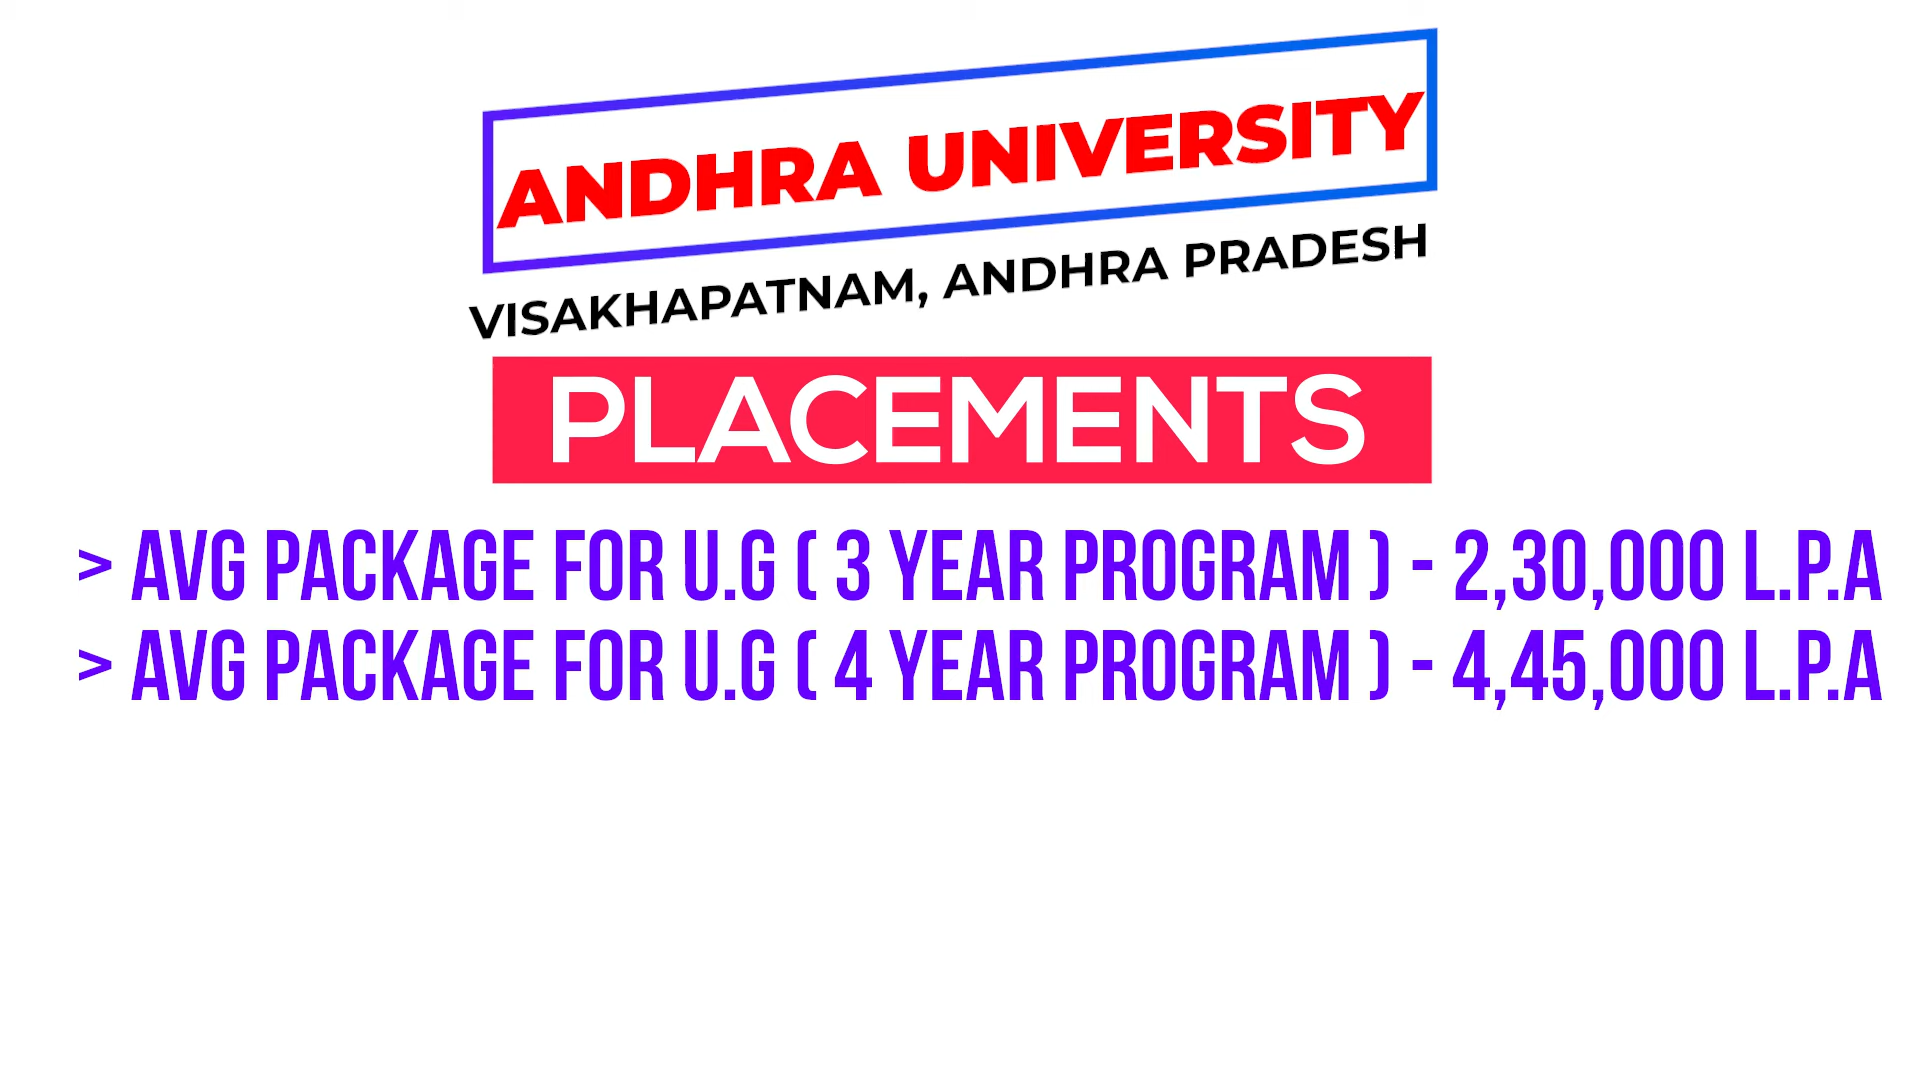 ANDHRA UNIVERSITY
VISAKHAPATNAM, ANDHRA PRADESH
PLACEMENTS
> AVG PACKAGE FOR U.G ( 3 YEAR PROGRAM ) - 2,30,000 L.P.A
> AVG PACKAGE FOR U.G ( 4 YEAR PROGRAM ) - 4,45,000 L.P.A